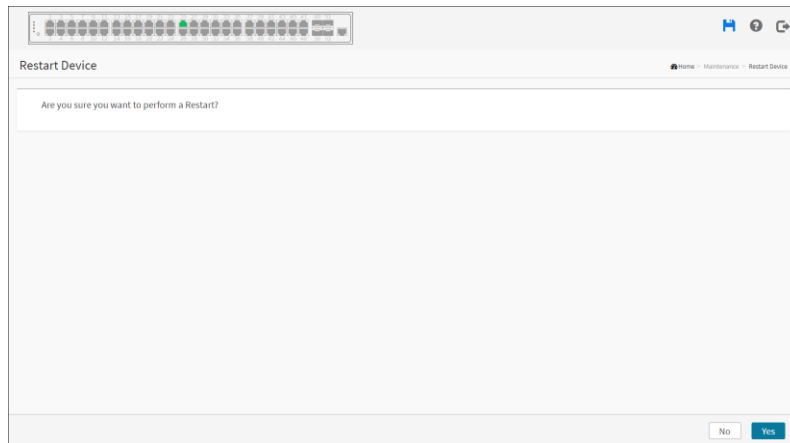 Restart Device
Home > Maintenance > Restart Device
Are you sure you want to perform a Restart?
No
Yes